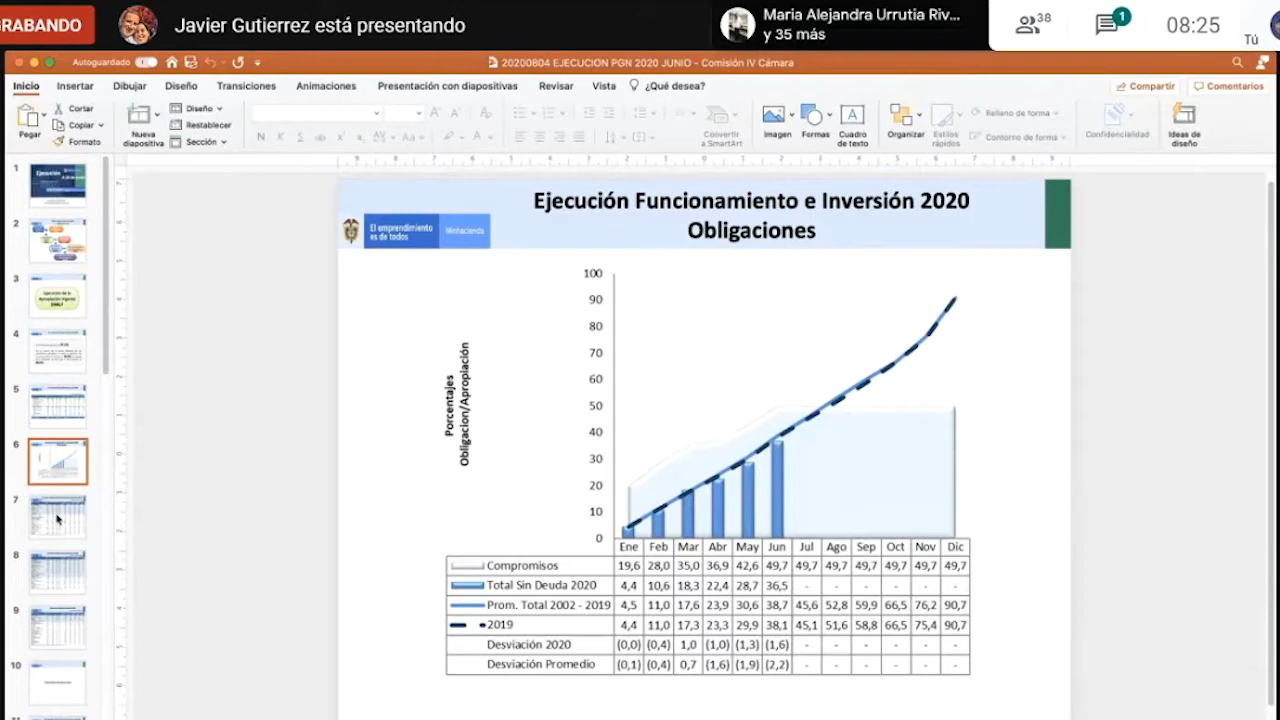 GRABANDO
Javier Gutierrez está presentando
Maria Alejandra Urrutia Riv...
y 35 más
38
1
08:25
Tú
Autoguardado
20200804 EJECUCION PGN 2020 JUNIO - Comisión IV Cámara
Inicio Insertar Dibujar Diseño Transiciones Animaciones Presentación con diapositivas Revisar Vista ¿Qué desea?
Compartir Comentarios
Pegar
Cortar
Copiar
Formato
Nueva
diapositiva
Diseño
Restablecer
Sección
N K S
Convertir
a SmartArt
Imagen
Formas
Cuadro
de texto
Organizar
Estilos
rápidos
Relleno de forma
Contorno de forma
Confidencialidad
Ideas de
diseño
1
2
3
4
5
6
7
8
9
10
Ejecución Funcionamiento e Inversión 2020
Obligaciones
El emprendimiento
es de todos
Minhacienda
Porcentajes
Obligacion/Apropiación
100
90
80
70
60
50
40
30
20
10
0
Ene Feb Mar Abr May Jun Jul Ago Sep Oct Nov Dic
Compromisos 19,6 28,0 35,0 36,9 42,6 49,7 49,7 49,7 49,7 49,7 49,7 49,7
Total Sin Deuda 2020 4,4 10,6 18,3 22,4 28,7 36,5 - - - - - -
Prom. Total 2002 - 2019 4,5 11,0 17,6 23,9 30,6 38,7 45,6 52,8 59,9 66,5 76,2 90,7
2019 4,4 11,0 17,3 23,3 29,9 38,1 45,1 51,6 58,8 66,5 75,4 90,7
Desviación 2020 (0,0) (0,4) 1,0 (1,0) (1,3) (1,6) - - - - - -
Desviación Promedio (0,1) (0,4) 0,7 (1,6) (1,9) (2,2) - - - - - -